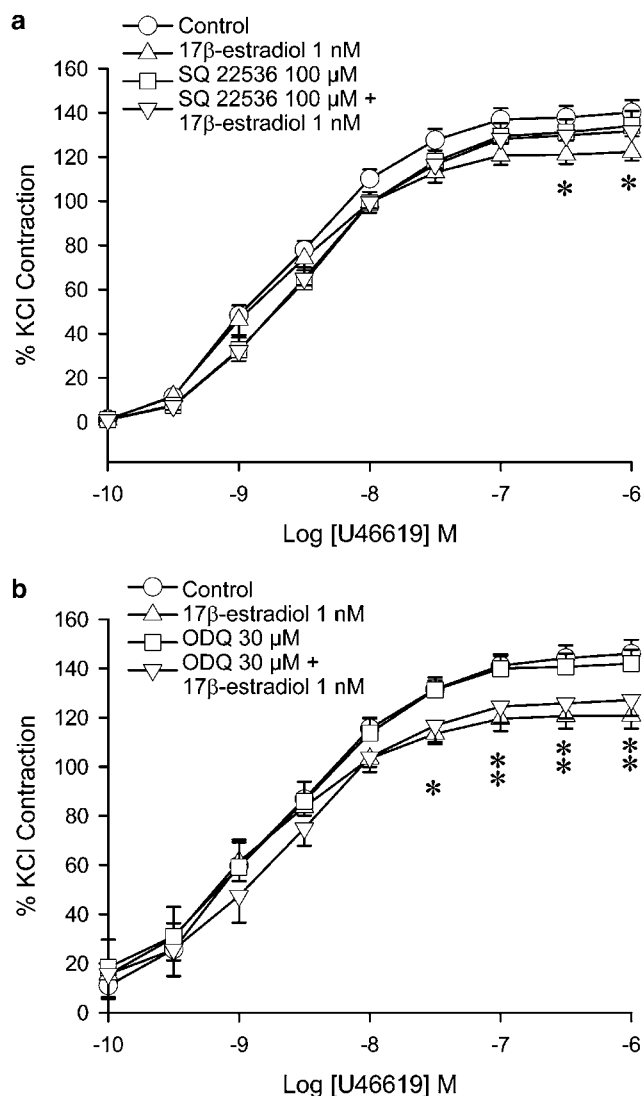 a
Control
17β-estradiol 1 nM
SQ 22536 100 µM
SQ 22536 100 µM +
17β-estradiol 1 nM
160
140
120
100
80
60
40
20
0
% KCl Contraction
* *
-10 -9 -8 -7 -6
Log [U46619] M
b
Control
17β-estradiol 1 nM
ODQ 30 µM
ODQ 30 µM +
17β-estradiol 1 nM
160
140
120
100
80
60
40
20
0
% KCl Contraction
* * * *
* * *
-10 -9 -8 -7 -6
Log [U46619] M